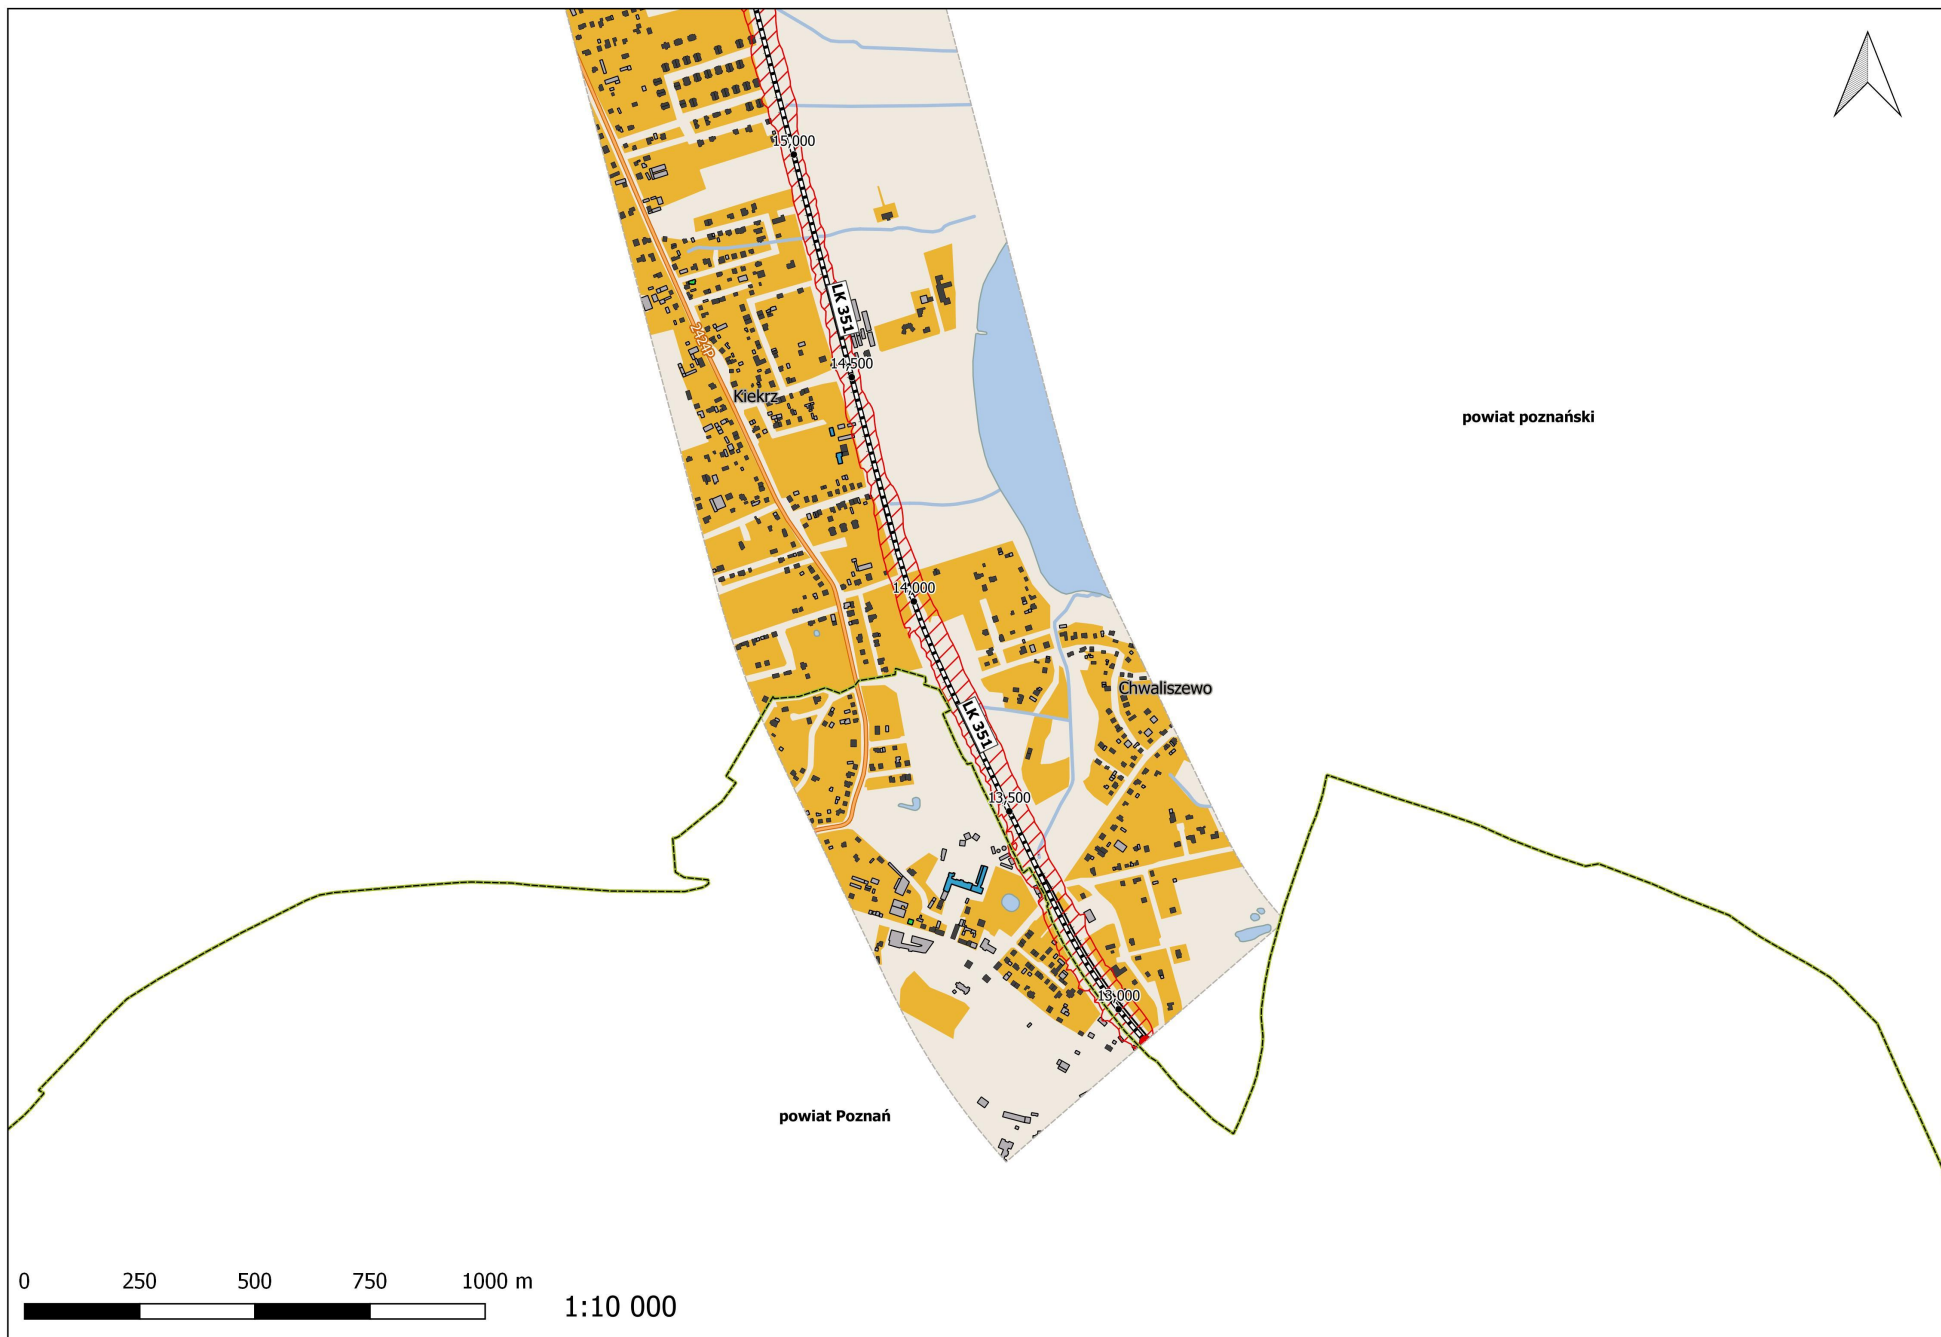 15,000
LK 351
2424P
14,500
Kiekrz
powiat poznański
14,000
Chwaliszewo
LK 351
13,500
13,000
powiat Poznań
0 250 500 750 1000 m
1:10 000